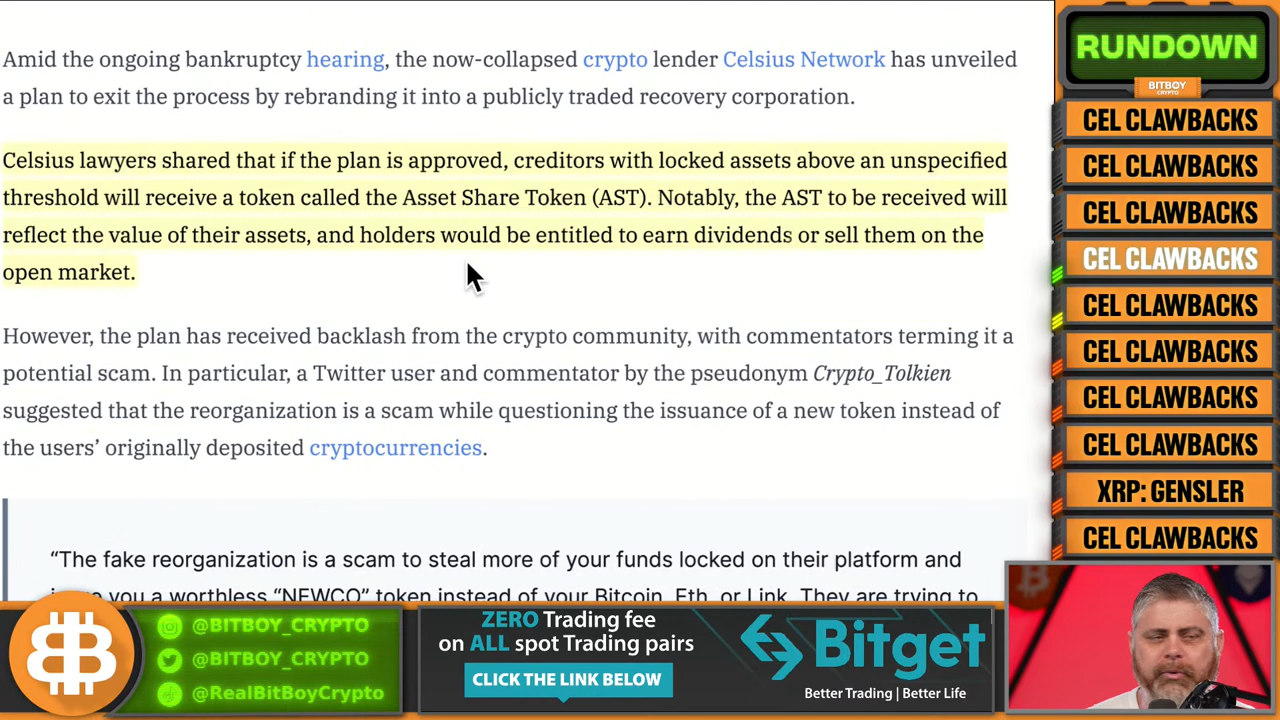 Amid the ongoing bankruptcy hearing, the now-collapsed crypto lender Celsius Network has unveiled
a plan to exit the process by rebranding it into a publicly traded recovery corporation.
Celsius lawyers shared that if the plan is approved, creditors with locked assets above an unspecified
threshold will receive a token called the Asset Share Token (AST). Notably, the AST to be received will
reflect the value of their assets, and holders would be entitled to earn dividends or sell them on the
open market.
However, the plan has received backlash from the crypto community, with commentators terming it a
potential scam. In particular, a Twitter user and commentator by the pseudonym Crypto_Tolkien
suggested that the reorganization is a scam while questioning the issuance of a new token instead of
the users’ originally deposited cryptocurrencies.
“The fake reorganization is a scam to steal more of your funds locked on their platform and
you a worthless “NEWCO” token instead of your Bitcoin, Eth, or Link. They are trying to
RUNDOWN
BITBOY
CRYPTO
CEL CLAWBACKS
CEL CLAWBACKS
CEL CLAWBACKS
CEL CLAWBACKS
CEL CLAWBACKS
CEL CLAWBACKS
CEL CLAWBACKS
CEL CLAWBACKS
XRP: GENSLER
CEL CLAWBACKS
@BITBOY_CRYPTO
@BITBOY_CRYPTO
@RealBitBoyCrypto
ZERO Trading fee
on ALL spot Trading pairs
CLICK THE LINK BELOW
Bitget
Better Trading | Better Life